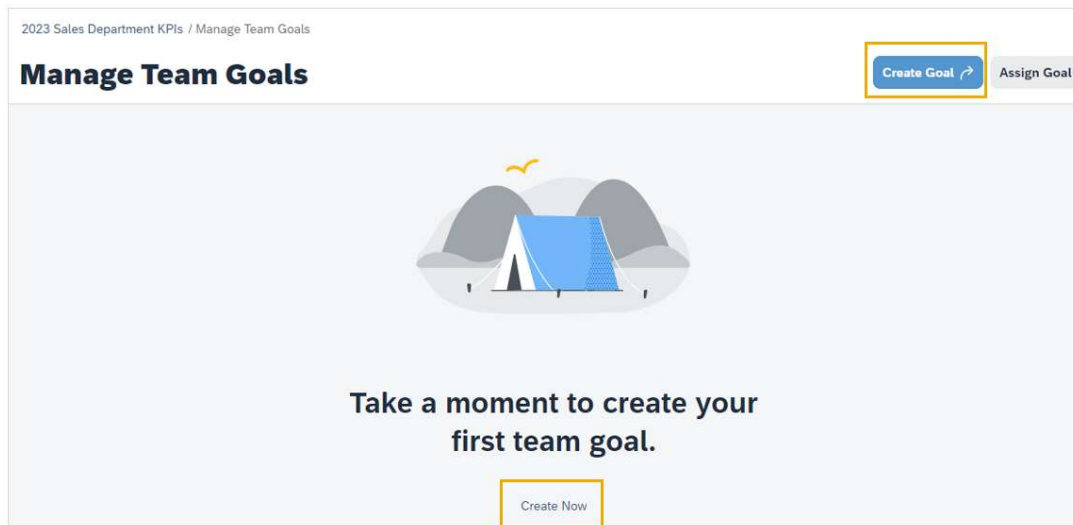 2023 Sales Department KPIs / Manage Team Goals
Manage Team Goals
Create Goal
Assign Goal
Take a moment to create your
first team goal.
Create Now